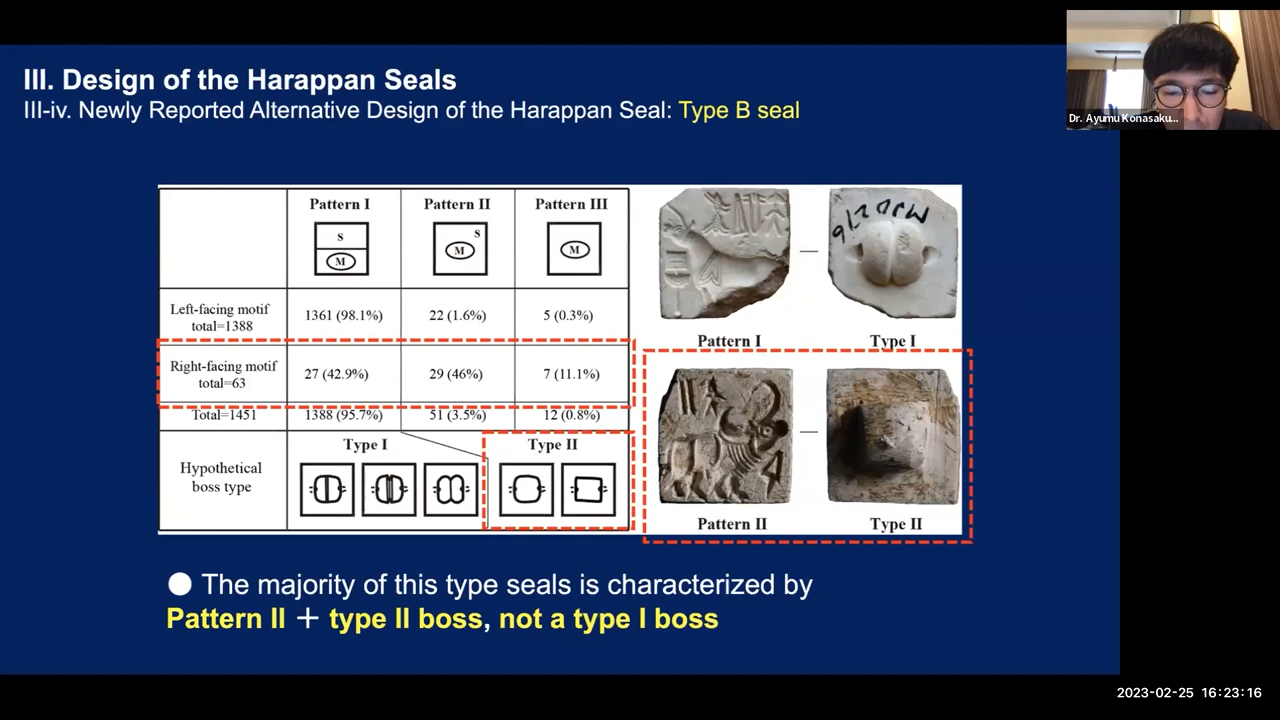 III. Design of the Harappan Seals
III-iv. Newly Reported Alternative Design of the Harappan Seal: Type B seal
Dr. Ayumu Konasaku...
Pattern I Pattern II Pattern III
S
M
S
M
M
Left-facing motif
total=1388
1361 (98.1%) 22 (1.6%) 5 (0.3%)
Right-facing motif
total=63
27 (42.9%) 29 (46%) 7 (11.1%)
Total=1451 1388 (95.7%) 51 (3.5%) 12 (0.8%)
Hypothetical
boss type
Type I Type II
Pattern I Type I
Pattern II Type II
● The majority of this type seals is characterized by
Pattern II + type II boss, not a type I boss
2023-02-25 16:23:16